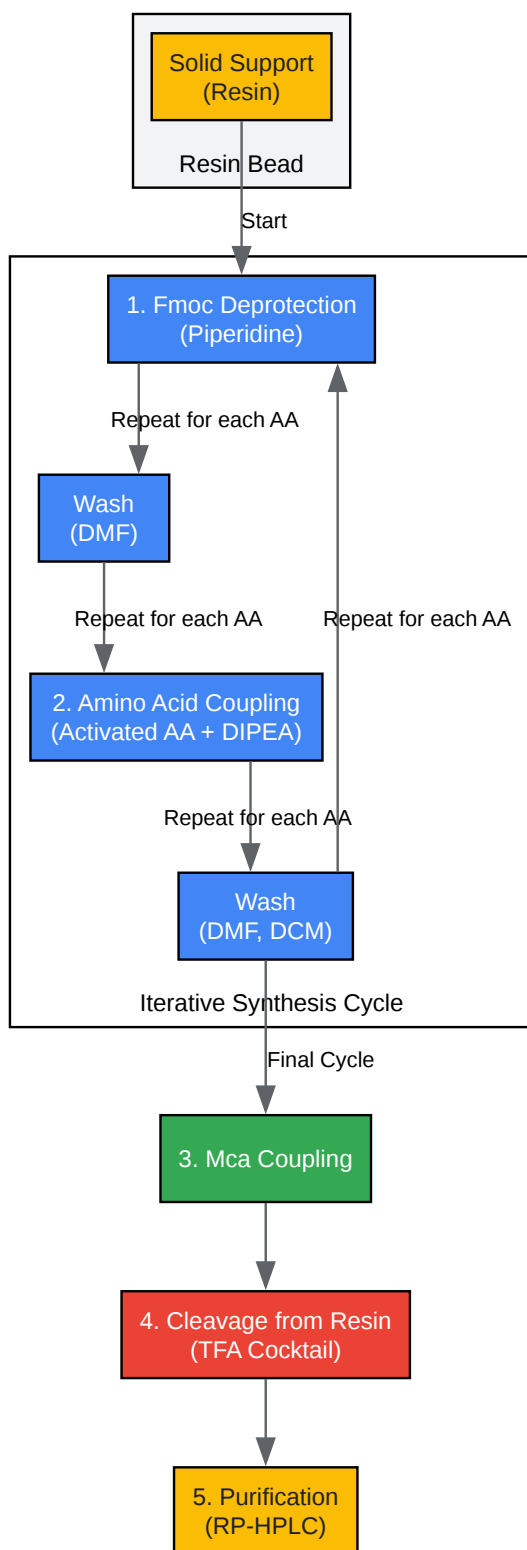 Solid Support
(Resin)
Resin Bead
Start
1. Fmoc Deprotection
(Piperidine)
Repeat for each AA
Wash
(DMF)
Repeat for each AA
Repeat for each AA
2. Amino Acid Coupling
(Activated AA + DIPEA)
Repeat for each AA
Wash
(DMF, DCM)
Iterative Synthesis Cycle
Final Cycle
3. Mca Coupling
4. Cleavage from Resin
(TFA Cocktail)
5. Purification
(RP-HPLC)